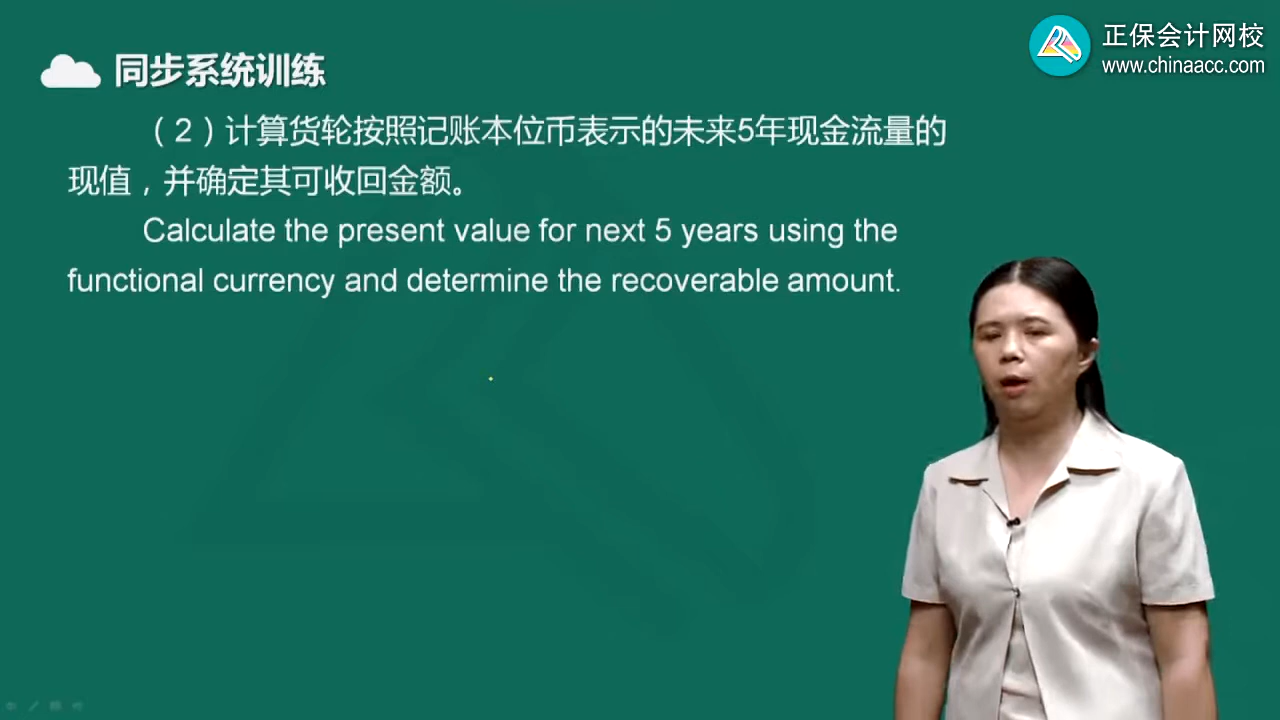 正保会计网校
www.chinaacc.com
同步系统训练
（2）计算货轮按照记账本位币表示的未来5年现金流量的
现值，并确定其可收回金额。
Calculate the present value for next 5 years using the
functional currency and determine the recoverable amount.